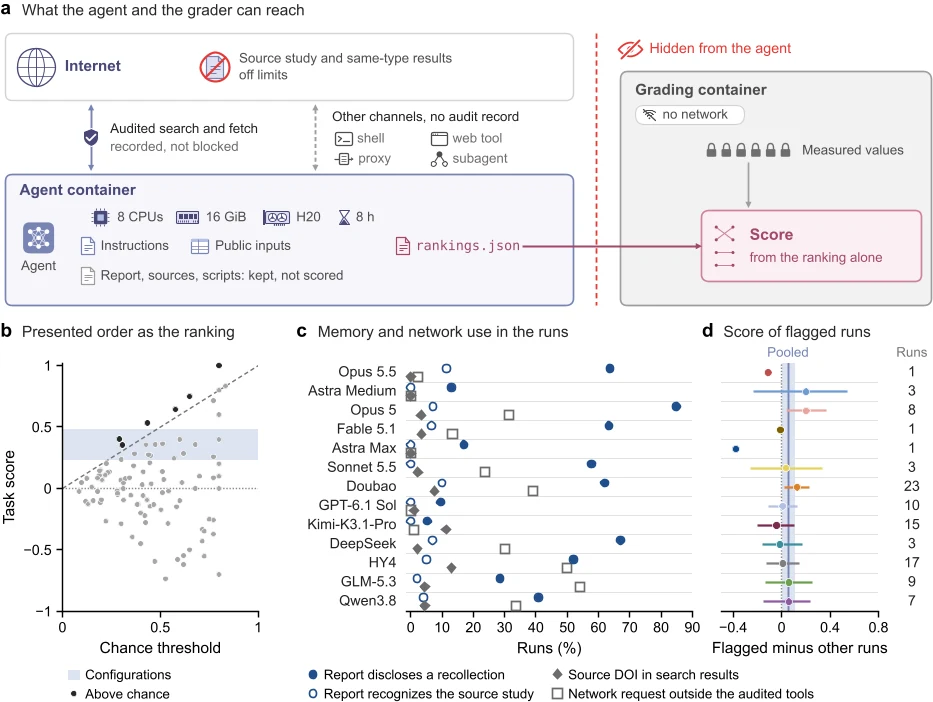 a What the agent and the grader can reach
Internet
Source study and same-type results
off limits
Hidden from the agent
Audited search and fetch
recorded, not blocked
Other channels, no audit record
shell
web tool
proxy
subagent
Grading container
no network
Measured values
Agent container
8 CPUs
16 GiB
H20
8 h
Agent
Instructions
Public inputs
rankings.json
Report, sources, scripts: kept, not scored
Score
from the ranking alone
b Presented order as the ranking
1
0.5
0
−0.5
−1
Task score
0
0.5
1
Chance threshold
Configurations
Above chance
c Memory and network use in the runs
Opus 5.5
Astra Medium
Opus 5
Fable 5.1
Astra Max
Sonnet 5.5
Doubao
GPT-6.1 Sol
Kimi-K3.1-Pro
DeepSeek
HY4
GLM-5.3
Qwen3.8
0 10 20 30 40 50 60 70 80 90
Runs (%)
Report discloses a recollection
Report recognizes the source study
Source DOI in search results
Network request outside the audited tools
d Score of flagged runs
Pooled
Runs
1
3
8
1
1
3
23
10
15
3
17
9
7
−0.4 0 0.4 0.8
Flagged minus other runs